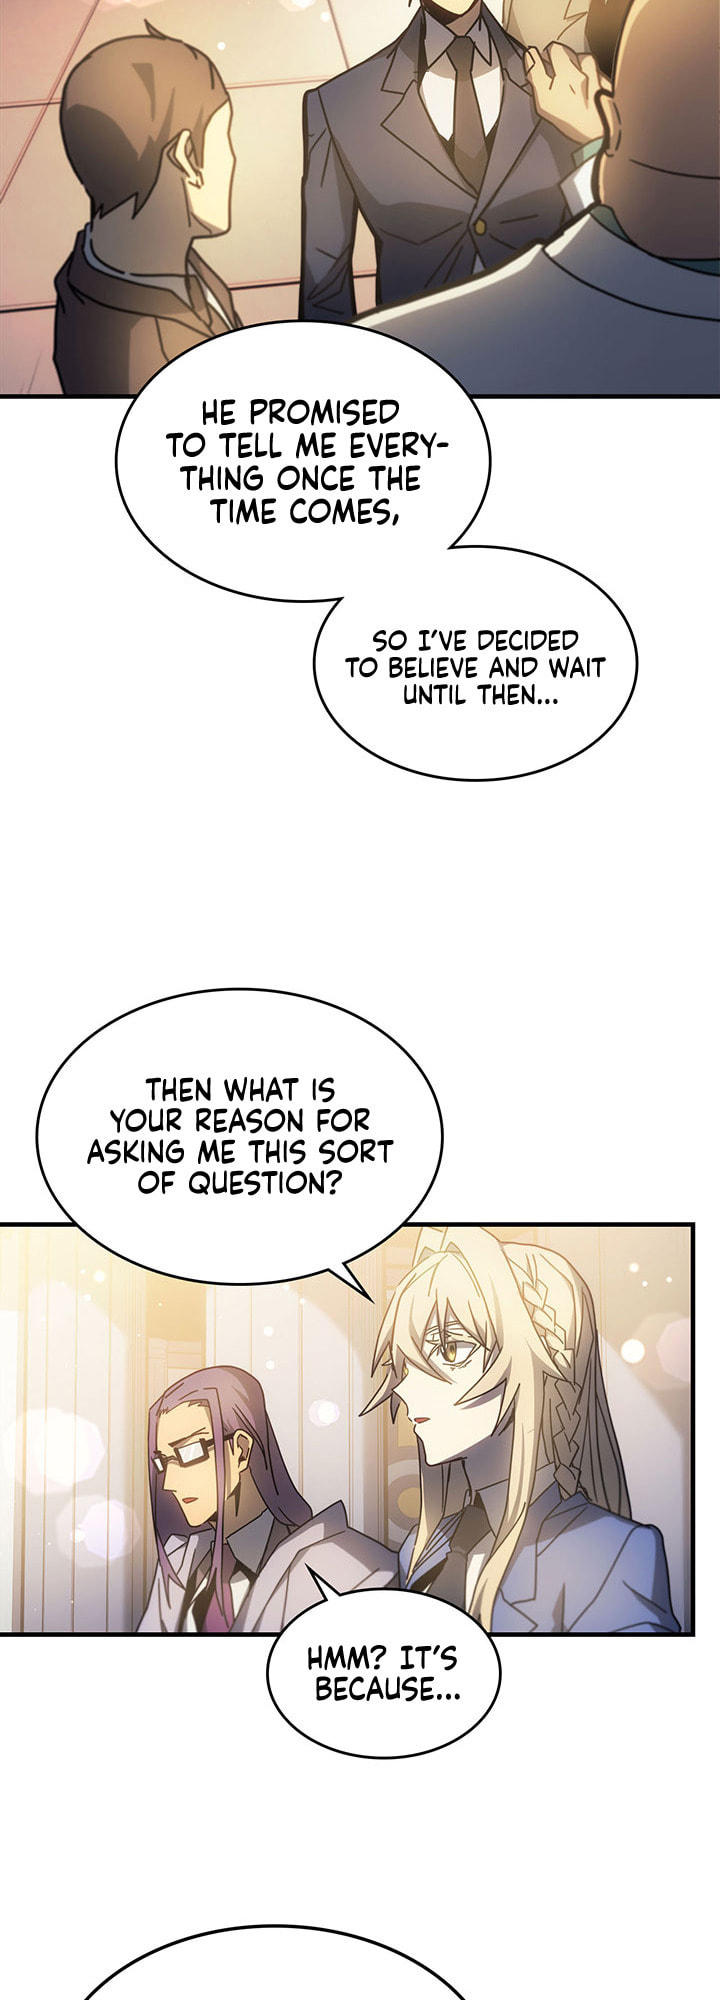 HE PROMISED
TO TELL ME EVERY-
THING ONCE THE
TIME COMES,
SO I'VE DECIDED
TO BELIEVE AND WAIT
UNTIL THEN...
THEN WHAT IS
YOUR REASON FOR
ASKING ME THIS SORT
OF QUESTION?
HMM? IT'S
BECAUSE...